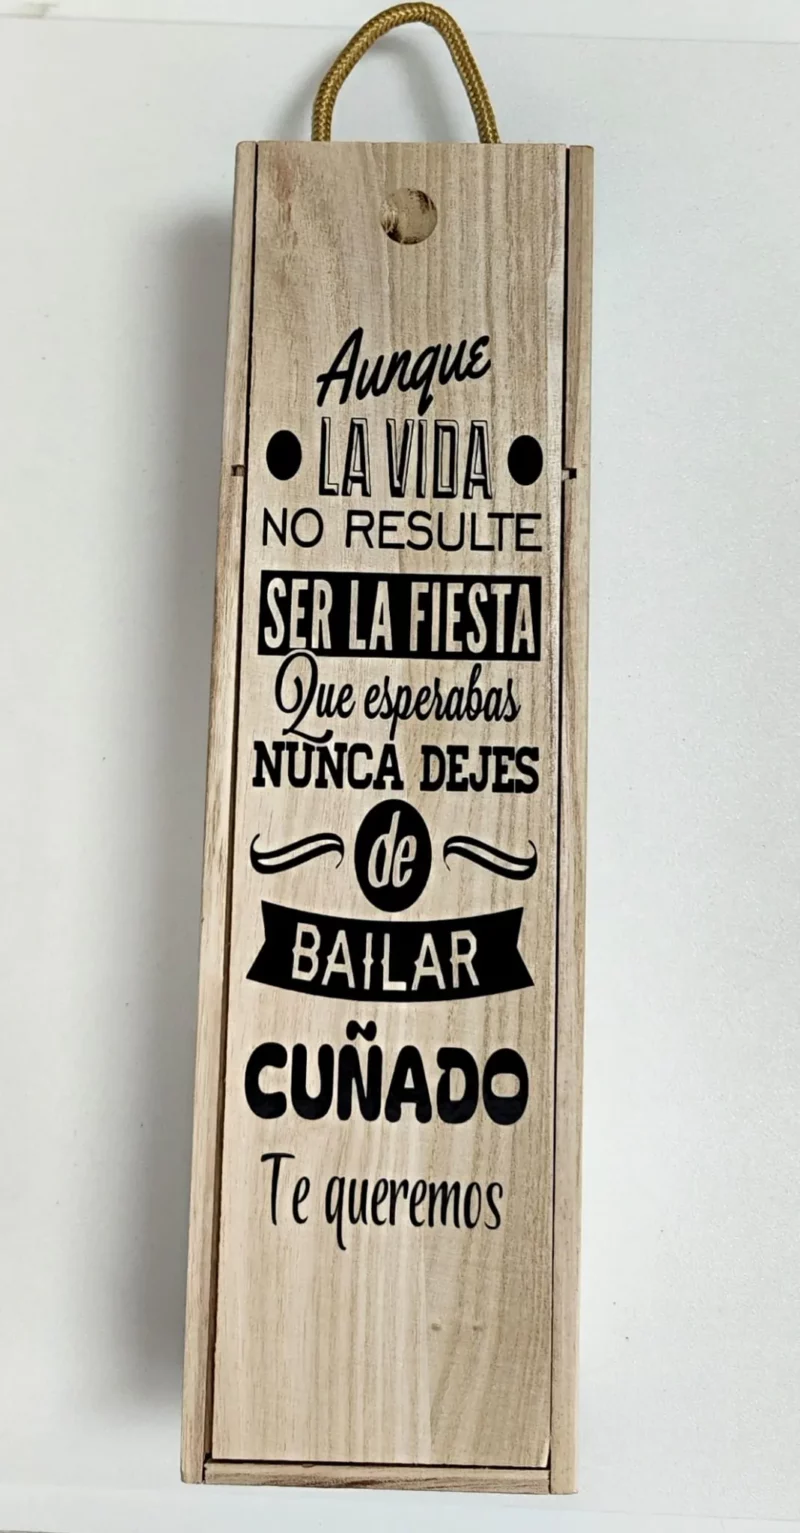 Aunque
LA VIDA
NO RESULTE
SER LA FIESTA
Que esperabas
NUNCA DEJES
de
BAILAR
CUÑADO
Te queremos